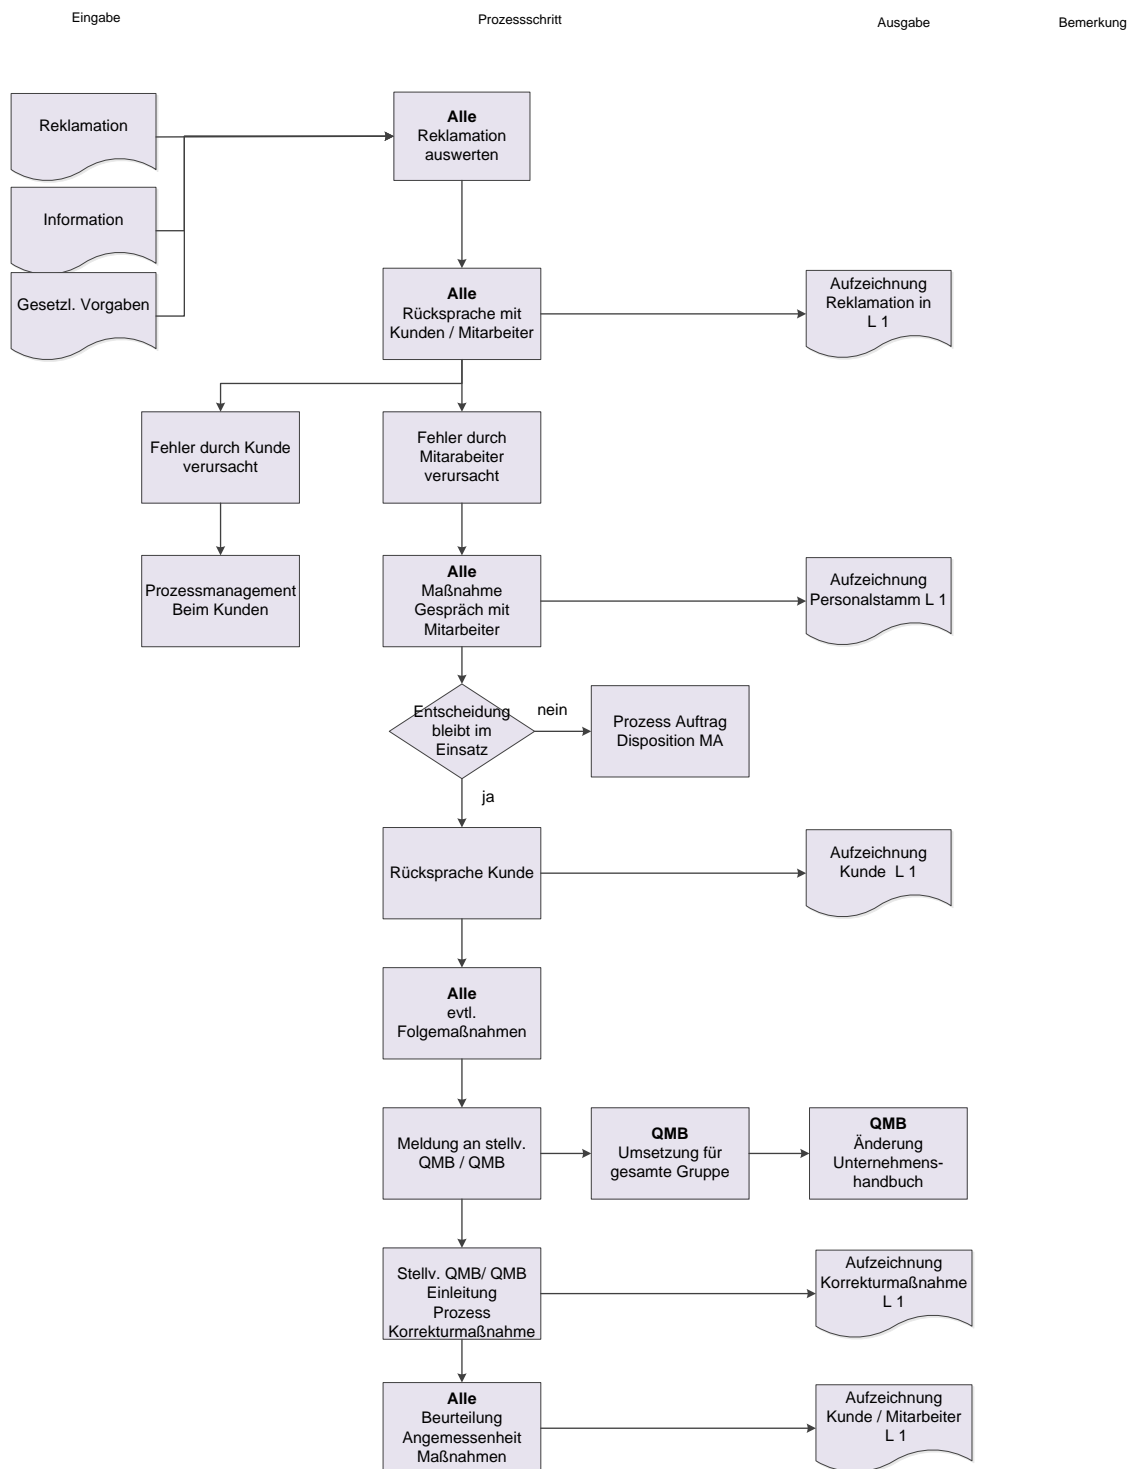 Eingabe
Prozessschritt
Ausgabe
Bemerkung
Reklamation
Alle
Reklamation
auswerten
Information
Gesetzl. Vorgaben
Alle
Rücksprache mit
Kunden / Mitarbeiter
Aufzeichnung
Reklamation in
L 1
Fehler durch Kunde
verursacht
Fehler durch
Mitarabeiter
verursacht
Prozessmanagement
Beim Kunden
Alle
Maßnahme
Gespräch mit
Mitarbeiter
Aufzeichnung
Personalstamm L 1
Entscheidung
bleibt im
Einsatz
nein
Prozess Auftrag
Disposition MA
ja
Rücksprache Kunde
Aufzeichnung
Kunde L 1
Alle
evtl.
Folgemaßnahmen
Meldung an stellv.
QMB / QMB
QMB
Umsetzung für
gesamte Gruppe
QMB
Änderung
Unternehmens-
handbuch
Stellv. QMB/ QMB
Einleitung
Prozess
Korrekturmaßnahme
Aufzeichnung
Korrekturmaßnahme
L 1
Alle
Beurteilung
Angemessenheit
Maßnahmen
Aufzeichnung
Kunde / Mitarbeiter
L 1